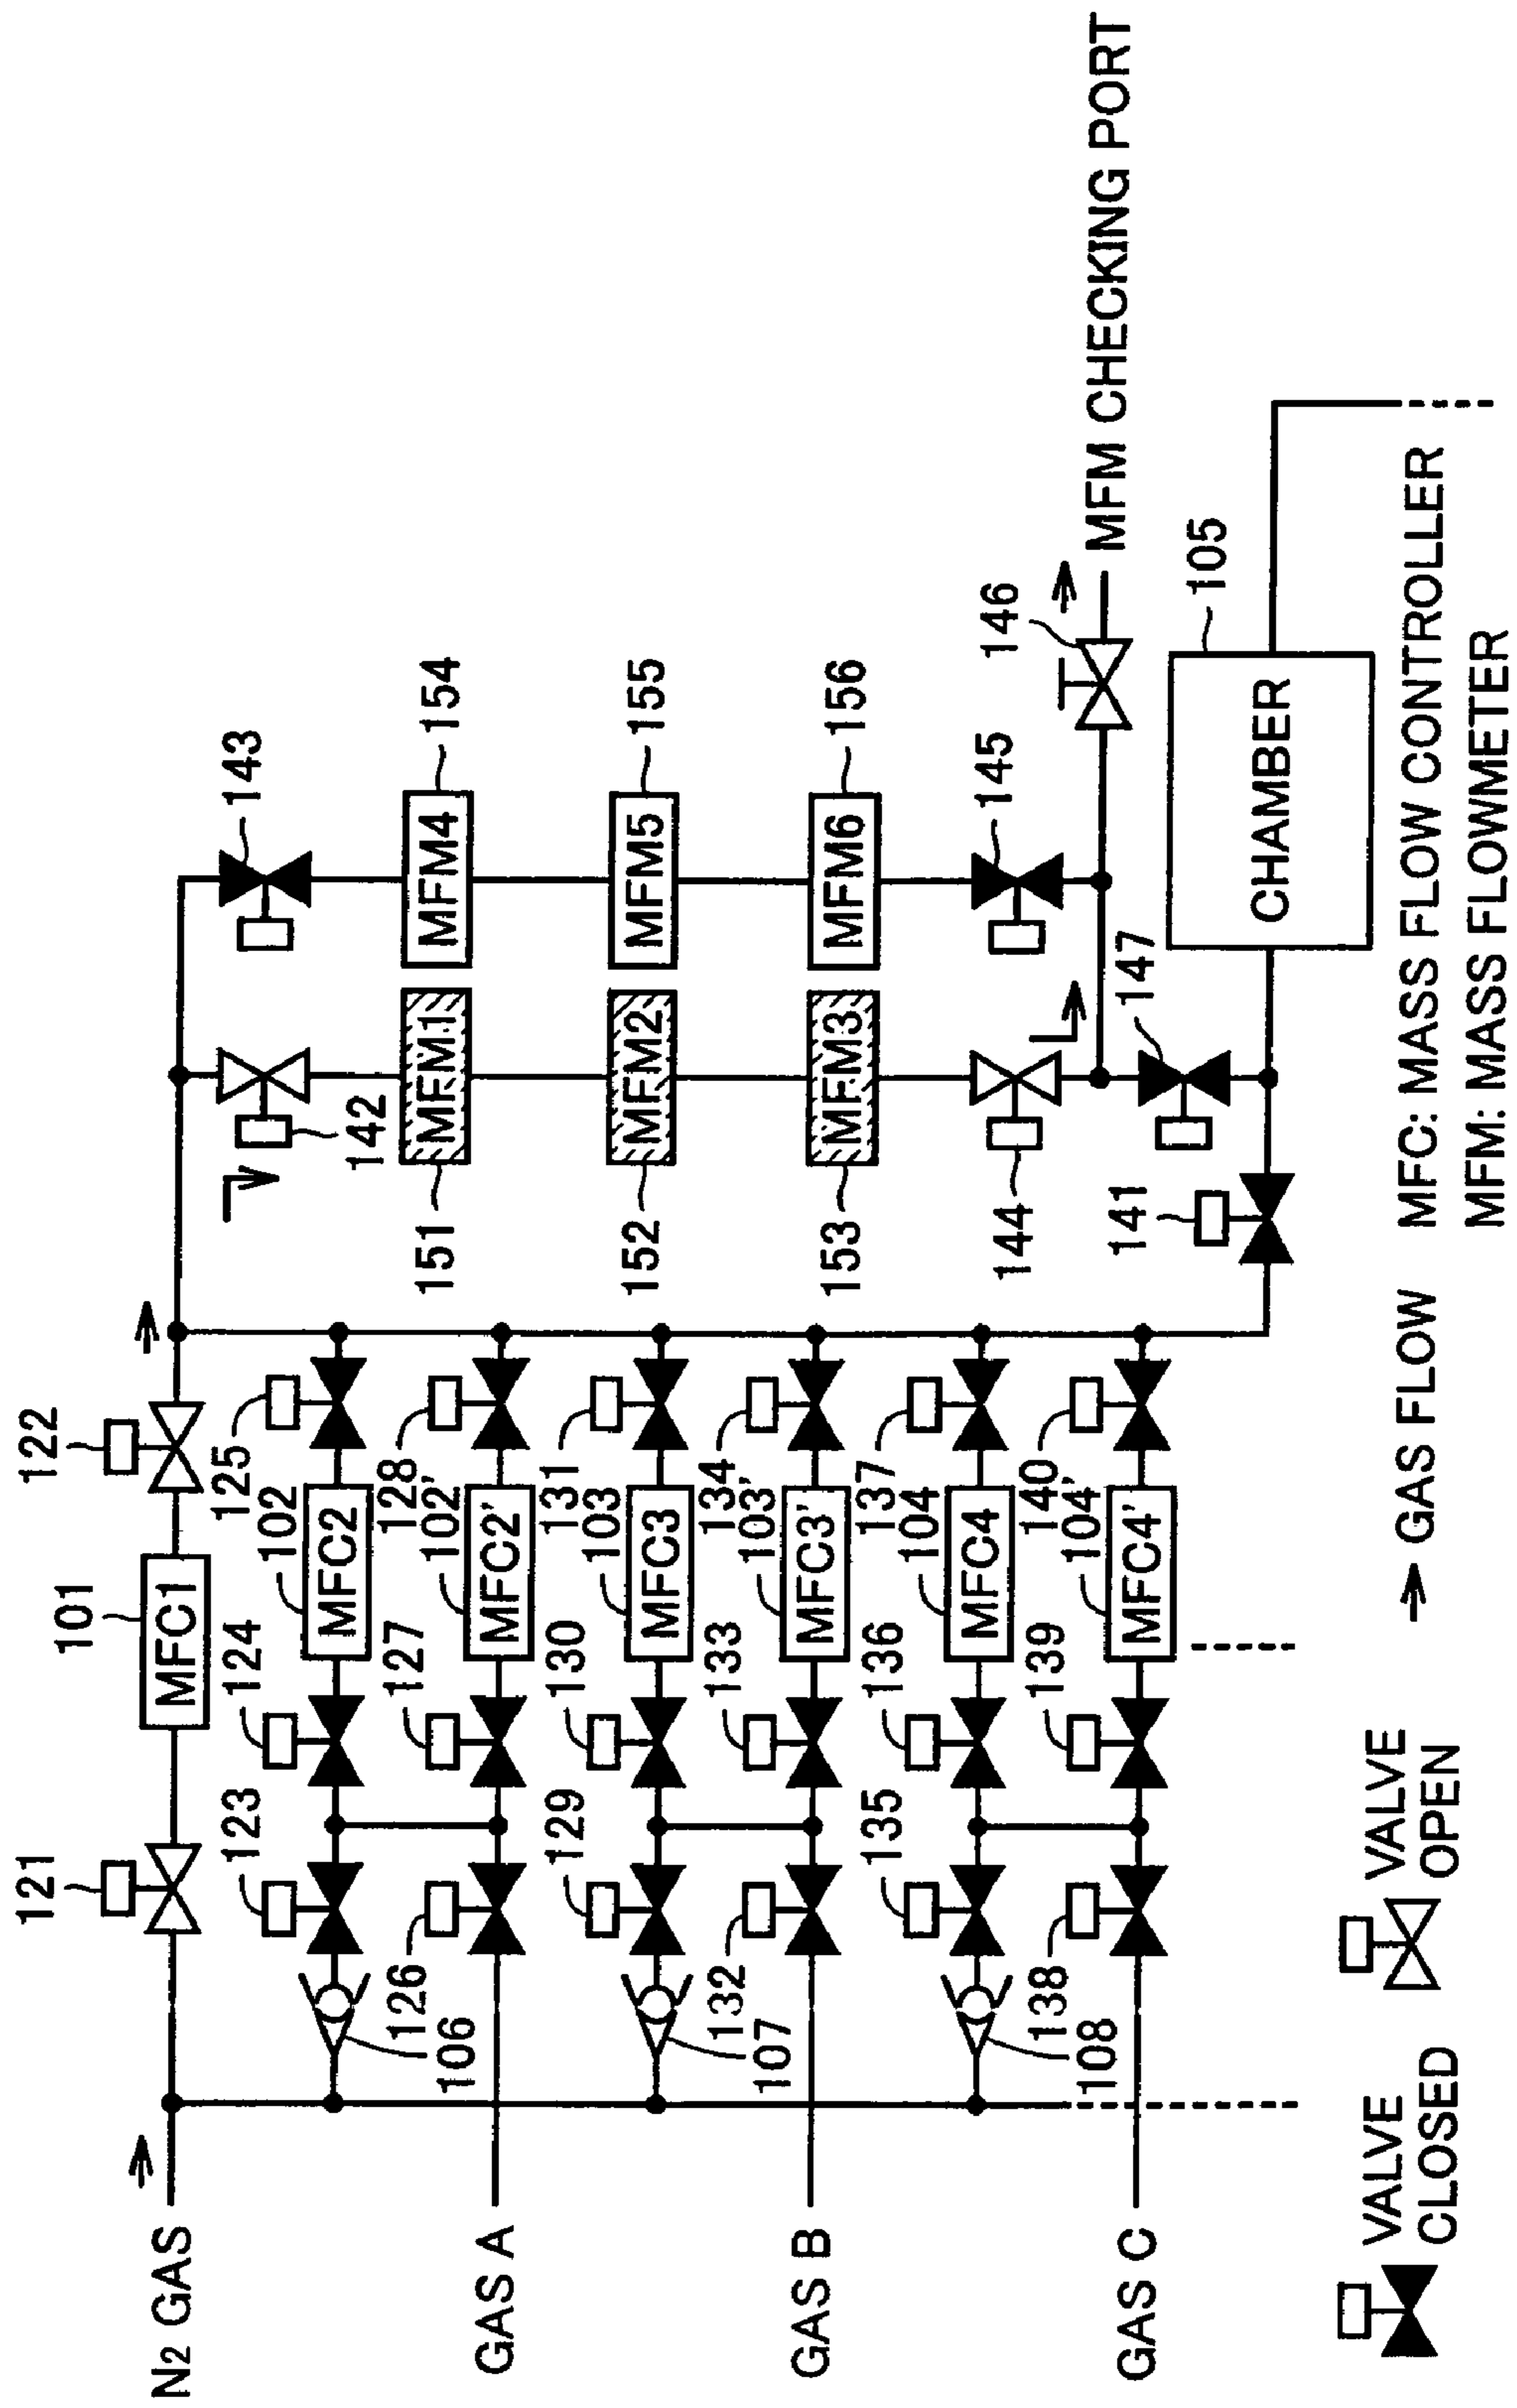 121
101
122
N2 GAS
MFC1
123
124
125
102
MFC2
143
142
126
106
127
128
102'
MFC2'
GAS A
151
MFM1
MFM4
154
129
130
131
103
MFC3
152
MFM2
MFM5
155
132
107
133
134
103'
MFC3'
GAS B
153
MFM3
MFM6
156
135
136
137
104
MFC4
144
145
146
138
108
139
140
104'
MFC4'
GAS C
141
147
MFM CHECKING PORT
105
CHAMBER
VALVE
CLOSED
VALVE
OPEN
GAS FLOW
MFC: MASS FLOW CONTROLLER
MFM: MASS FLOWMETER